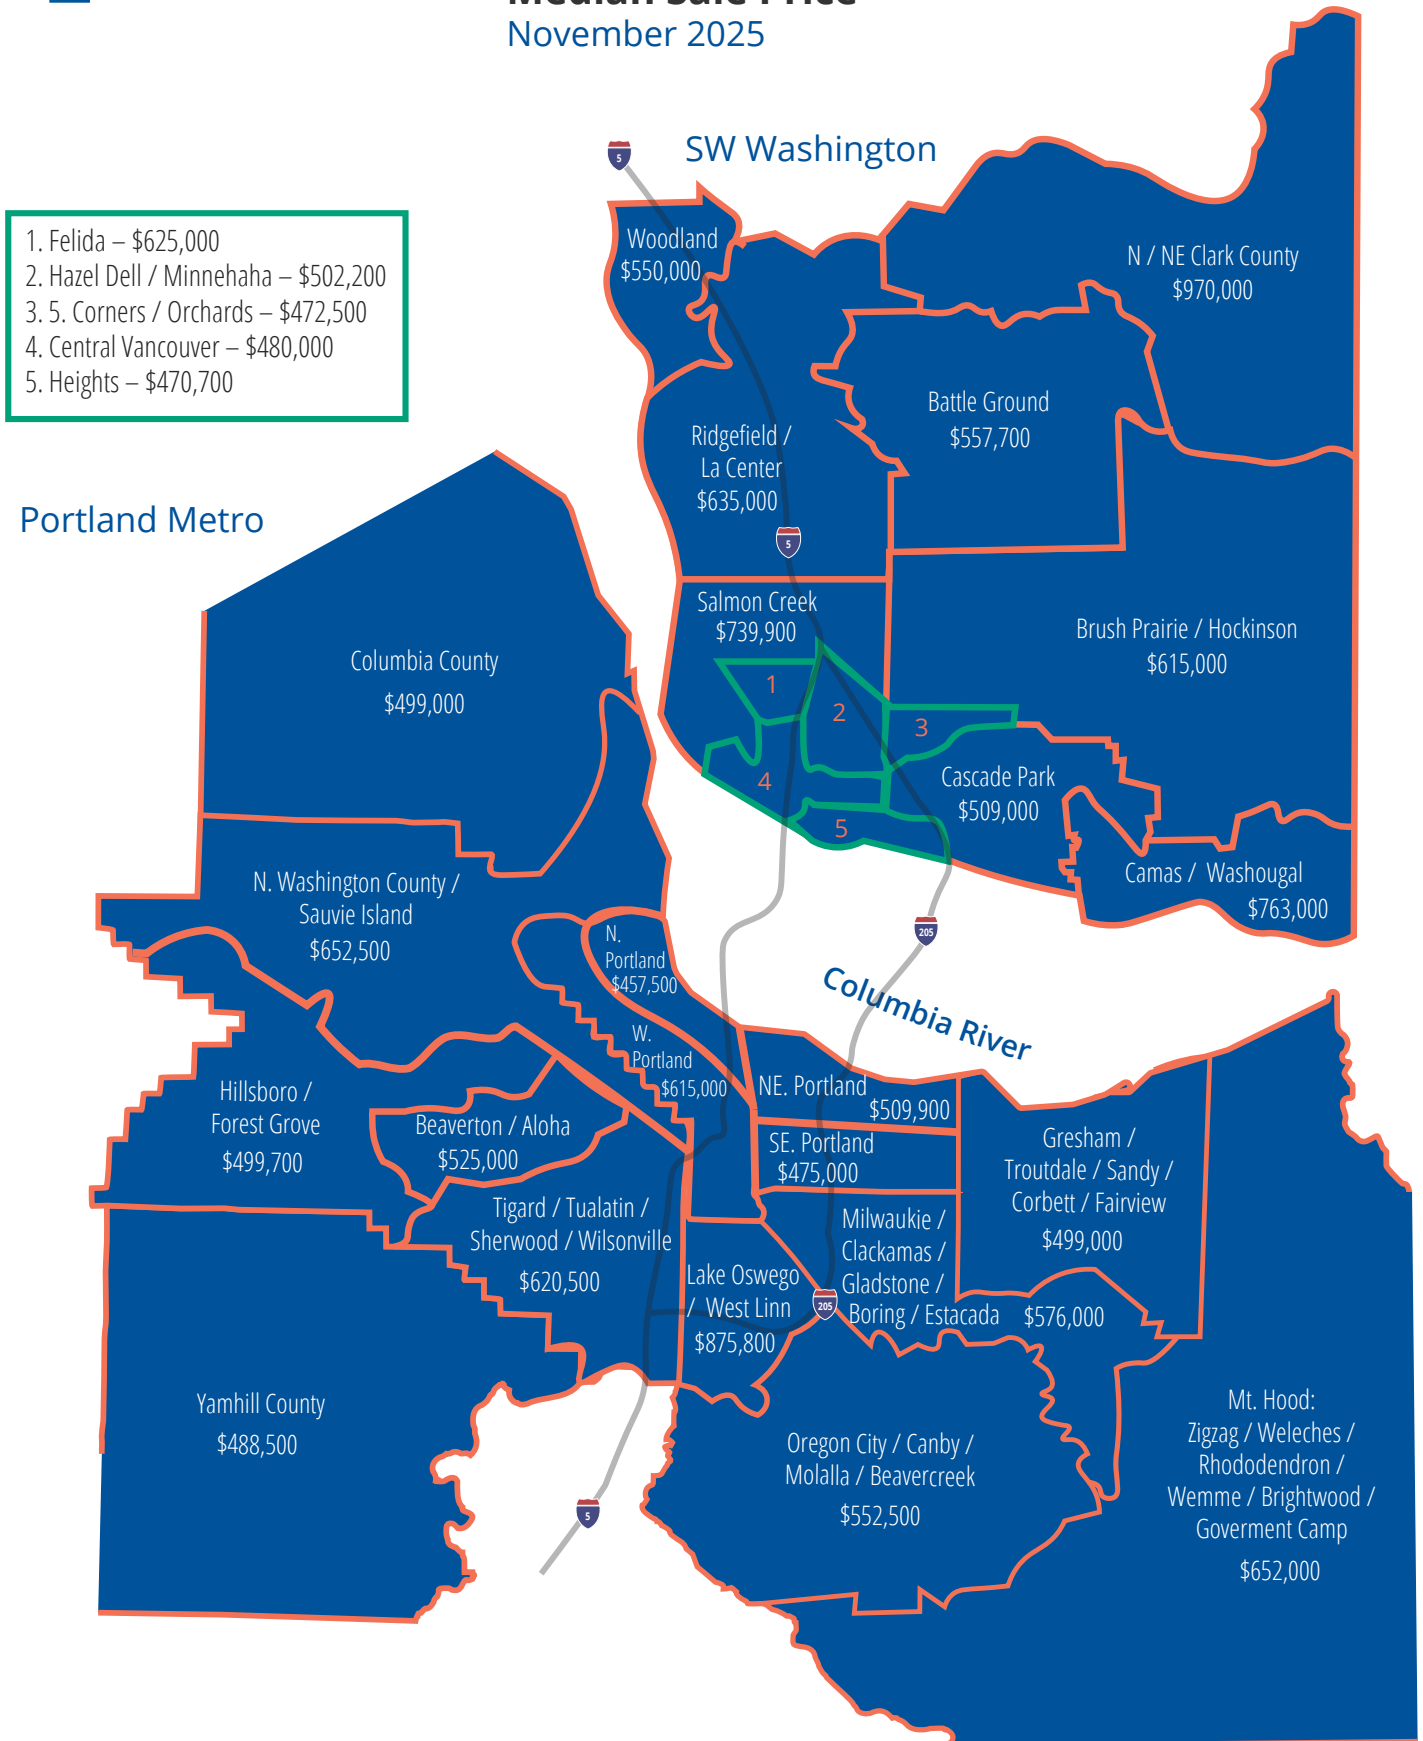 Median Sale Price
November 2025
SW Washington
5
1. Felida – $625,000
2. Hazel Dell / Minnehaha – $502,200
3. 5. Corners / Orchards – $472,500
4. Central Vancouver – $480,000
5. Heights – $470,700
Woodland
$550,000
N / NE Clark County
$970,000
Battle Ground
$557,700
Ridgefield /
La Center
$635,000
5
Portland Metro
Salmon Creek
$739,900
Brush Prairie / Hockinson
$615,000
1
2
3
4
5
Cascade Park
$509,000
Camas / Washougal
$763,000
205
Columbia River
Columbia County
$499,000
N. Washington County /
Sauvie Island
$652,500
N.
Portland
$457,500
W.
Portland
$615,000
NE. Portland
$509,900
SE. Portland
$475,000
Hillsboro /
Forest Grove
$499,700
Beaverton / Aloha
$525,000
Gresham /
Troutdale / Sandy /
Corbett / Fairview
$499,000
Tigard / Tualatin /
Sherwood / Wilsonville
$620,500
Lake Oswego
/ West Linn
$875,800
205
Milwaukie /
Clackamas /
Gladstone /
Boring / Estacada
$576,000
Yamhill County
$488,500
5
Oregon City / Canby /
Molalla / Beavercreek
$552,500
Mt. Hood:
Zigzag / Weleches /
Rhododendron /
Wemme / Brightwood /
Goverment Camp
$652,000